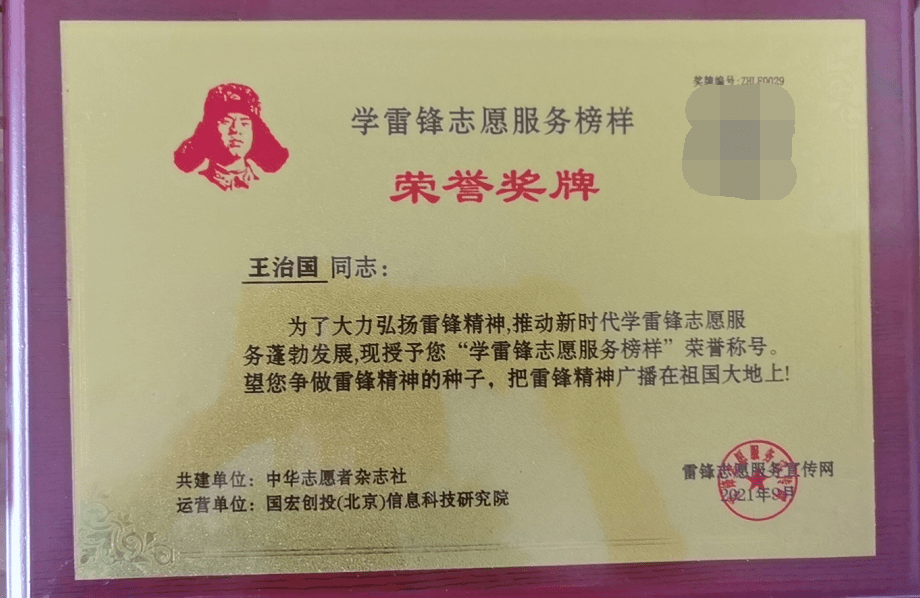 奖牌编号:ZHLF0029
学雷锋志愿服务榜样
荣誉奖牌
王治国 同志：
为了大力弘扬雷锋精神,推动新时代学雷锋志愿服
务蓬勃发展,现授予您“学雷锋志愿服务榜样”荣誉称号。
望您争做雷锋精神的种子，把雷锋精神广播在祖国大地上!
共建单位：中华志愿者杂志社
运营单位：国宏创投(北京)信息科技研究院
雷锋志愿服务宣传网
2021年9月